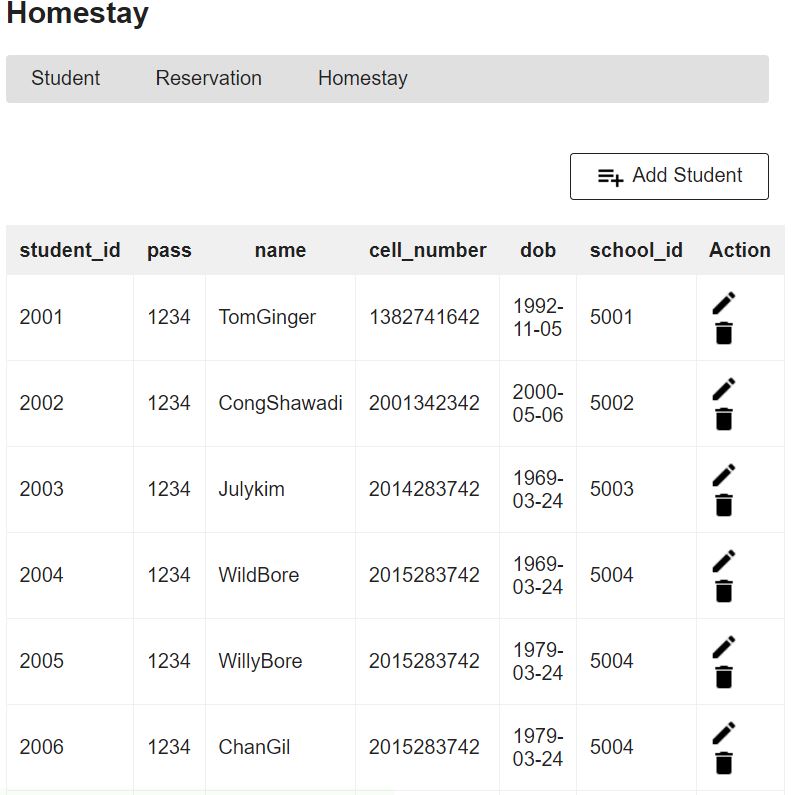 Homestay
Student Reservation Homestay
Add Student
student_id pass name cell_number dob school_id Action
2001 1234 TomGinger 1382741642 1992-11-05 5001
2002 1234 CongShawadi 2001342342 2000-05-06 5002
2003 1234 Julykim 2014283742 1969-03-24 5003
2004 1234 WildBore 2015283742 1969-03-24 5004
2005 1234 WillyBore 2015283742 1979-03-24 5004
2006 1234 ChanGil 2015283742 1979-03-24 5004